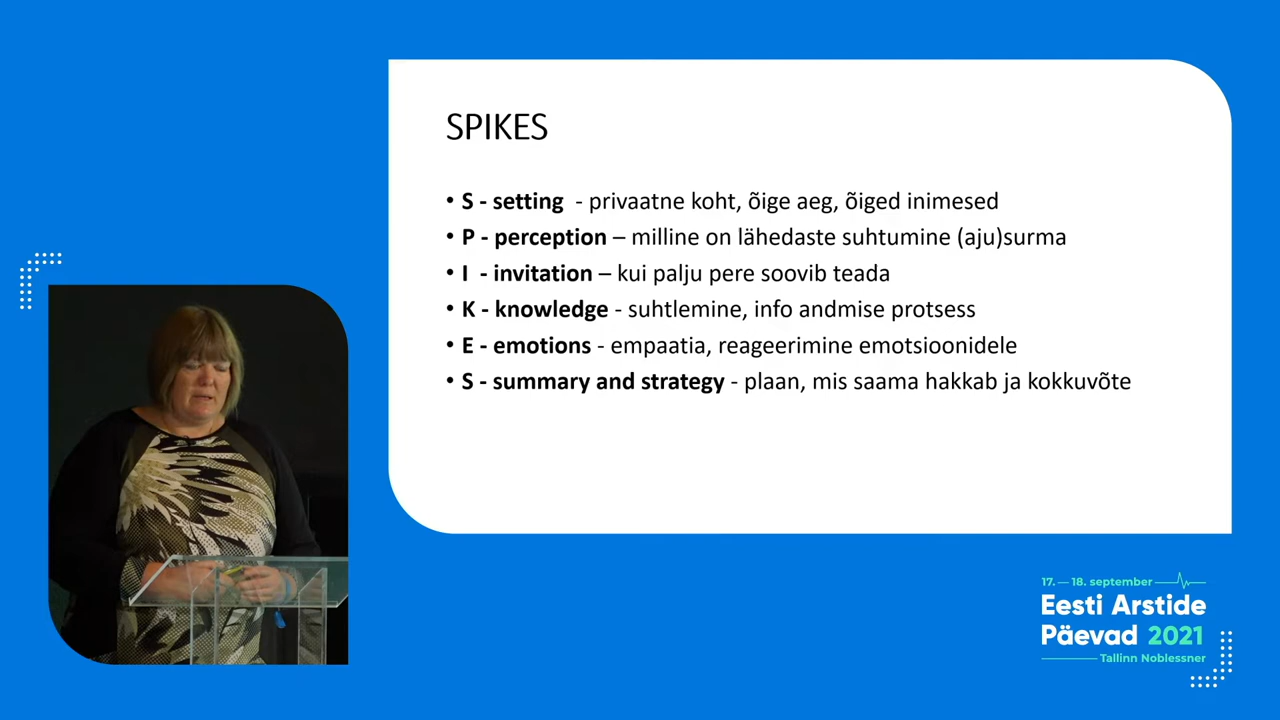 SPIKES
• S - setting - privaatne koht, õige aeg, õiged inimesed
• P - perception – milline on lähedaste suhtumine (aju)surma
• I - invitation – kui palju pere soovib teada
• K - knowledge - suhtlemine, info andmise protsess
• E - emotions - empaatia, reageerimine emotsioonidele
• S - summary and strategy - plaan, mis saama hakkab ja kokkuvõte
17. — 18. september
Eesti Arstide
Päevad 2021
Tallinn Noblessner